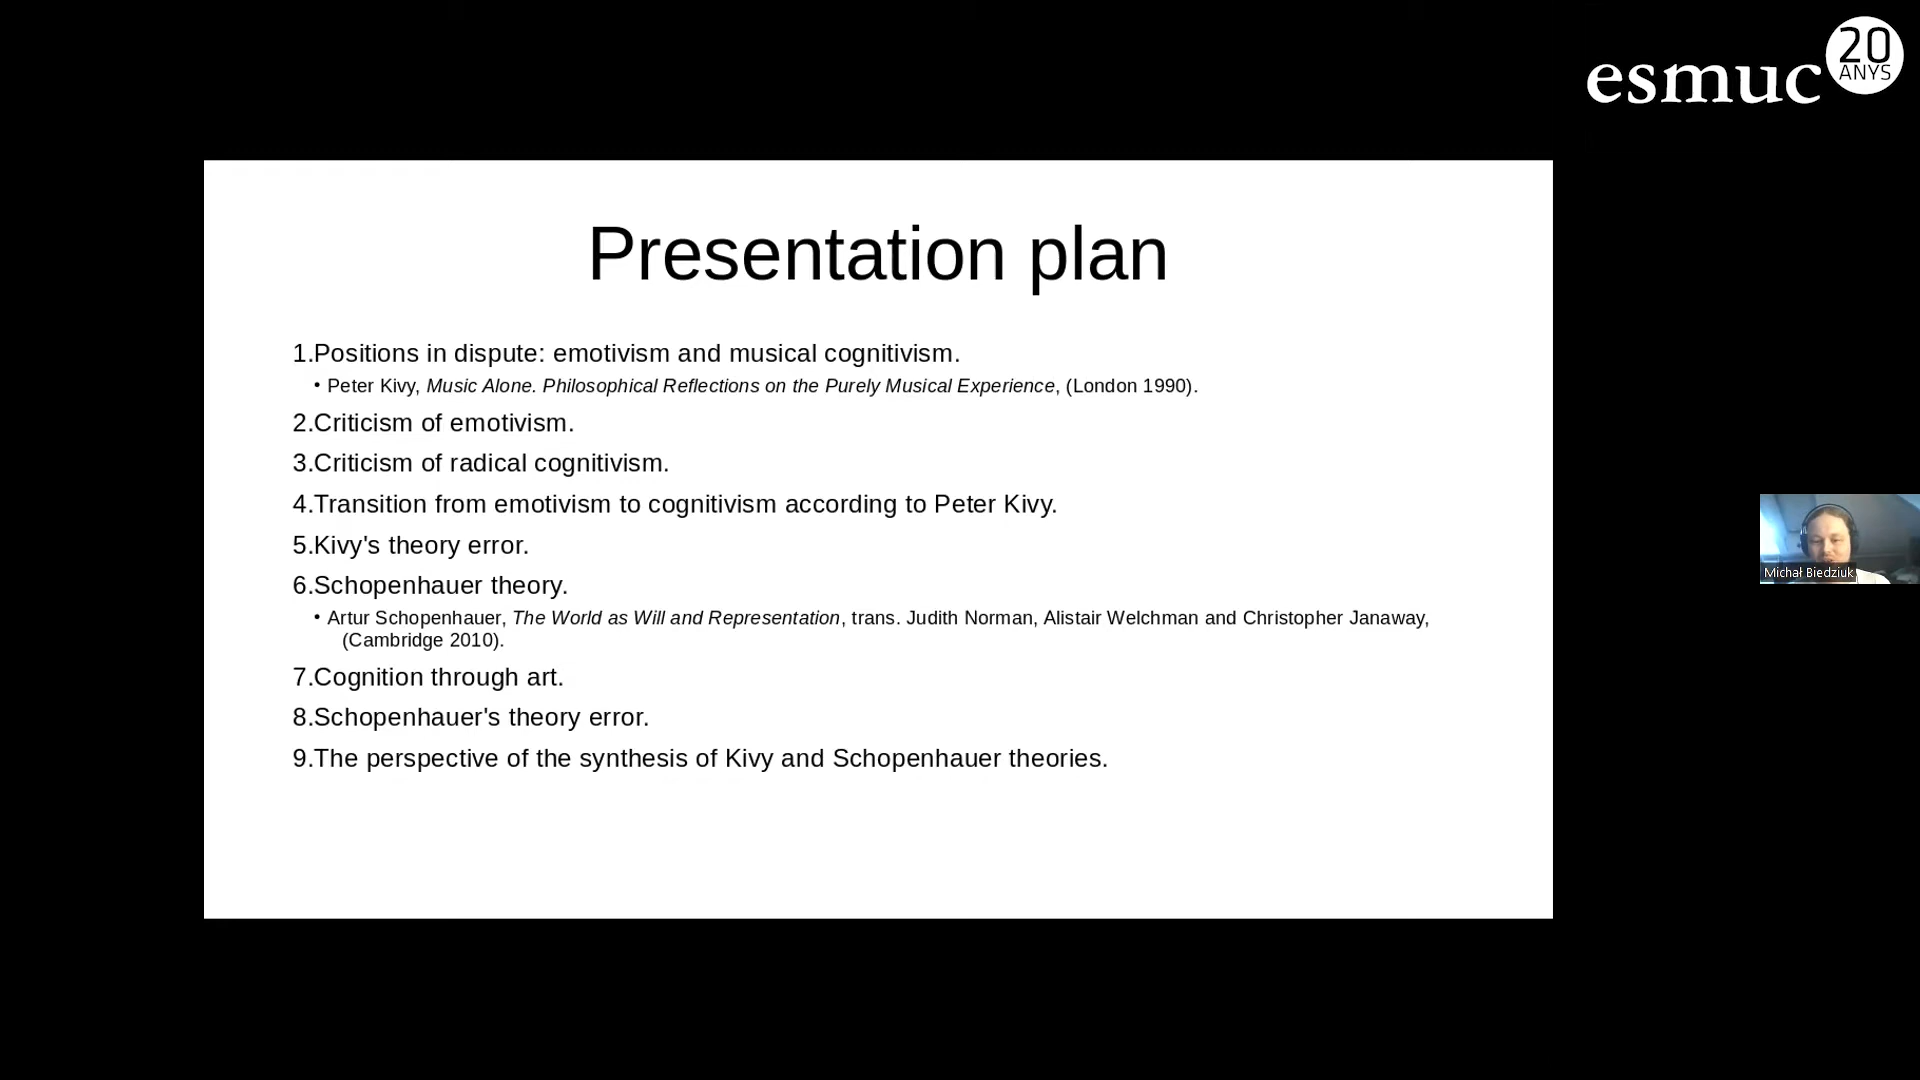 esmuc
20
ANYS
Presentation plan
1.Positions in dispute: emotivism and musical cognitivism.
• Peter Kivy, Music Alone. Philosophical Reflections on the Purely Musical Experience, (London 1990).
2.Criticism of emotivism.
3.Criticism of radical cognitivism.
4.Transition from emotivism to cognitivism according to Peter Kivy.
5.Kivy's theory error.
6.Schopenhauer theory.
• Artur Schopenhauer, The World as Will and Representation, trans. Judith Norman, Alistair Welchman and Christopher Janaway,
(Cambridge 2010).
7.Cognition through art.
8.Schopenhauer's theory error.
9.The perspective of the synthesis of Kivy and Schopenhauer theories.
Michał Biedziuk